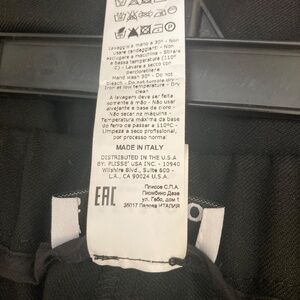 Lavaggio a mano a 30° - Non
usare candeggianti - Non
asciugare a macchina - Stirare
a bassa temperatura (110°
C) - Lavare a secco con
percloroetilene
Hand wash 30° - Do not
bleach - Do not tumble dry -
Iron at low temperature - Dry
clean
A lavagem deve ser feita
somente à mão - Não usar
alvejante a base de cloro -
Não secar na máquina -
Temperatura máxima da base
do ferro de passar a 110°C -
Limpeza a seco profissional,
por processo normal
MADE IN ITALY
DISTRIBUTED IN THE U.S.A
BY: PLISSE' USA INC. - 10940
Wilshire Blvd., Suite 600 -
L.A., CA 90024 U.S.A.
EAC
Плиссе С.П.А.
Пиомбино Дезе
ул. Габо, дом 1
35017 Падова ИТАЛИЯ